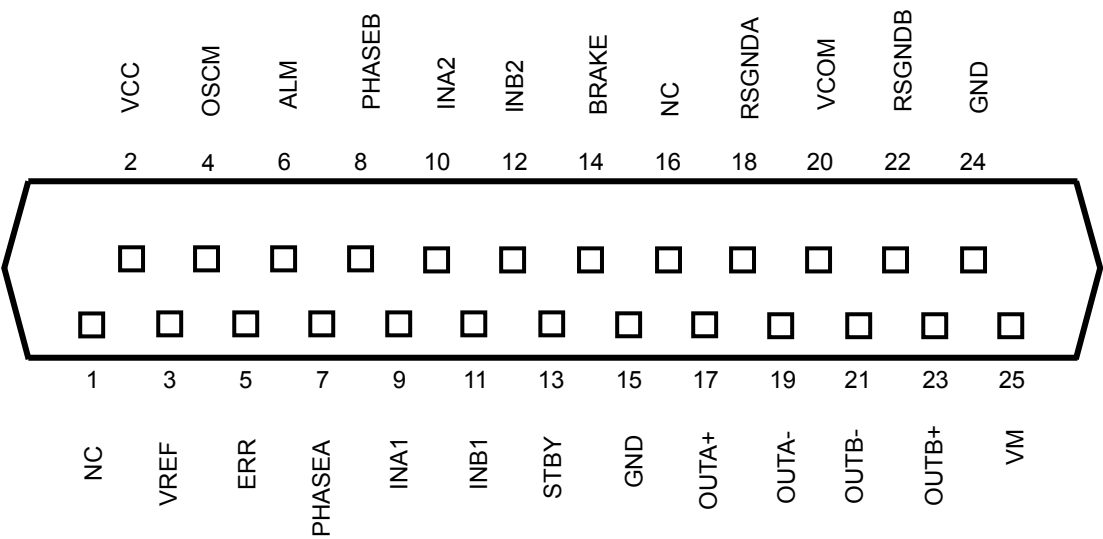 VCC OSCM ALM PHASEB INA2 INB2 BRAKE NC RSGNDA VCOM RSGNDB GND
2 4 6 8 10 12 14 16 18 20 22 24
1 3 5 7 9 11 13 15 17 19 21 23 25
NC VREF ERR PHASEA INA1 INB1 STBY GND OUTA+ OUTA- OUTB- OUTB+ VM